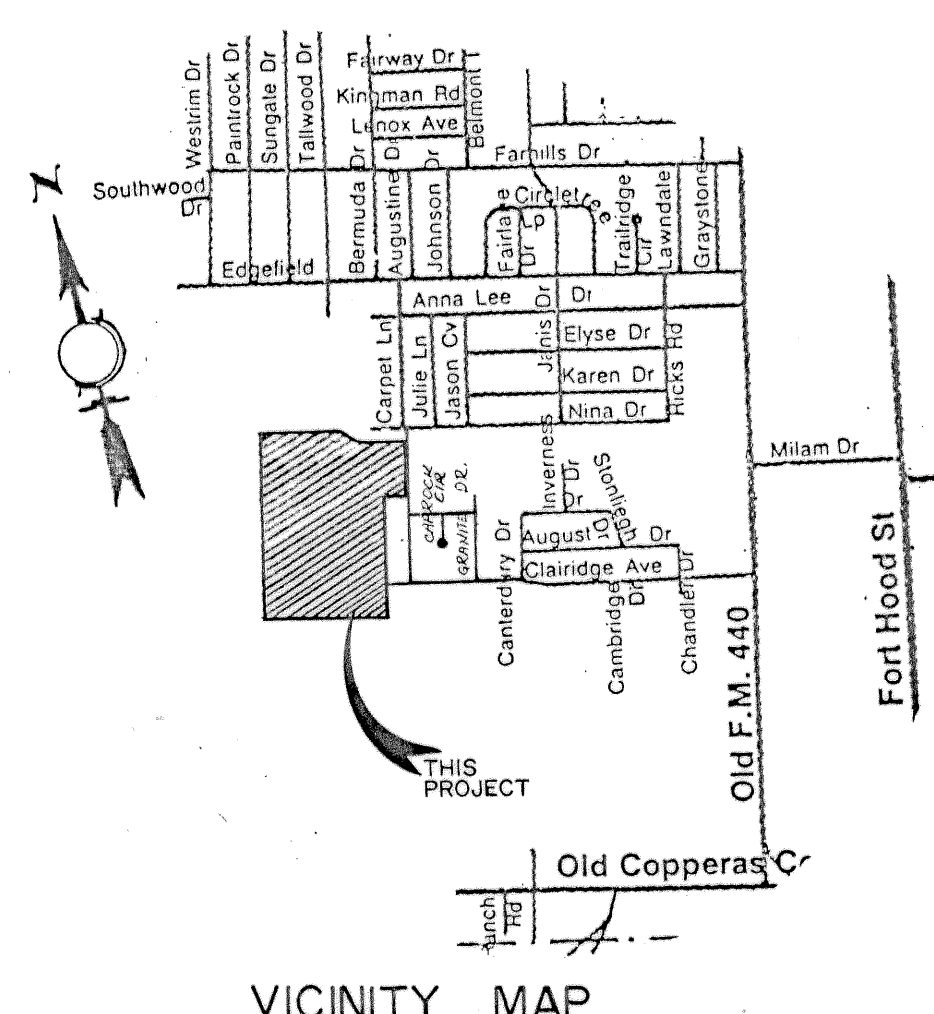 Fairway Dr
Kingman Rd
Lenox Ave
Belmont
Westrim Dr
Paintrock Dr
Sungate Dr
Tallwood Dr
Farhills Dr
N
Southwood
Dr
Bermuda Dr
Augustine Dr
Johnson Dr
Circletree
Lp
Fairlane
Dr
Trailridge
Cir
Lawndale
Graystone
Edgefield
Anna Lee Dr
Janis Dr
Elyse Dr
Karen Dr
Nina Dr
Ricks Rd
Carpet Ln
Julie Ln
Jason Cv
Milam Dr
Inverness
Dr
Dr
Dr
August Dr
Clairidge Ave
CAPROCK
CIR
GRANITE DR.
Canterbury Dr
Cambridge
Dr
Chandler Dr
Old F.M. 440
Fort Hood St
THIS
PROJECT
Old Copperas
Rd
VICINITY MAP